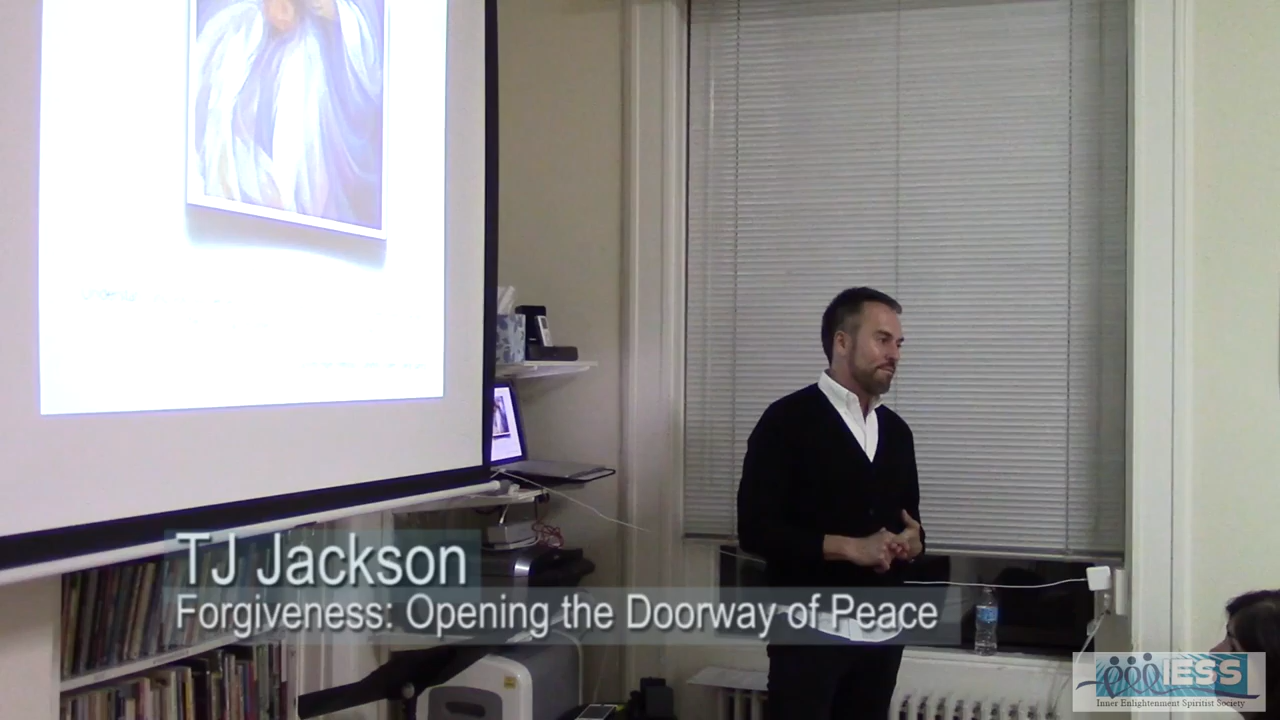 TJ Jackson
Forgiveness: Opening the Doorway of Peace
IESS
Inner Enlightenment Spiritist Society